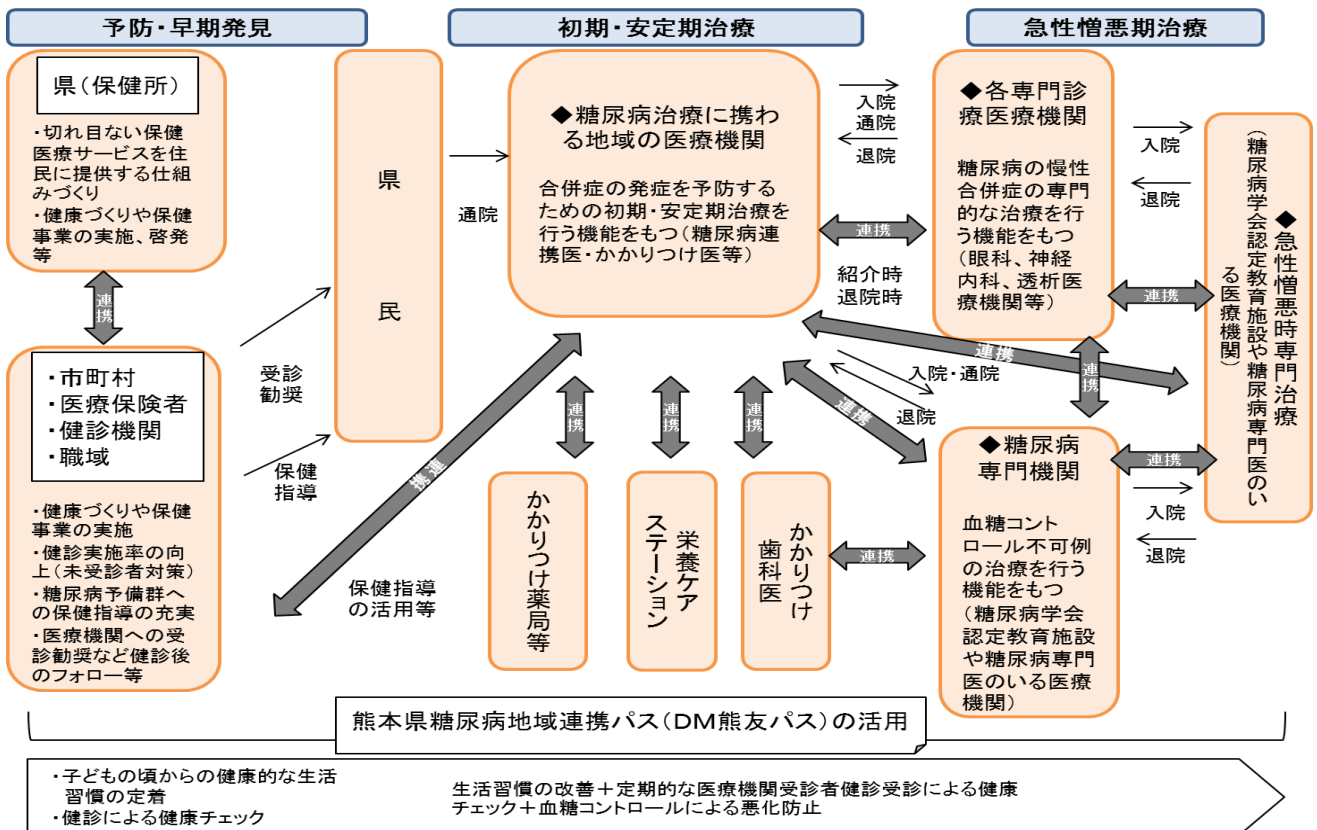 予防・早期発見
初期・安定期治療
急性憎悪期治療
県（保健所）
・切れ目ない保健
医療サービスを住
民に提供する仕組
みづくり
・健康づくりや保健
事業の実施、啓発
等
連携
・市町村
・医療保険者
・健診機関
・職域
・健康づくりや保健
事業の実施
・健診実施率の向
上（未受診者対策）
・糖尿病予備群へ
の保健指導の充実
・医療機関への受
診勧奨など健診後
のフォロー等
受診
勧奨
保健
指導
県
民
通院
◆糖尿病治療に携わ
る地域の医療機関
合併症の発症を予防する
ための初期・安定期治療を
行う機能をもつ（糖尿病連
携医・かかりつけ医等）
入院
通院
退院
連携
紹介時
退院時
◆各専門診
療医療機関
糖尿病の慢性
合併症の専門
的な治療を行
う機能をもつ
（眼科、神経
内科、透析医
療機関等）
入院
退院
連携
◆急性憎悪時専門治療
（糖尿病学会認定教育施設や糖尿病専門医のい
る医療機関）
連携
連携
入院・通院
退院
連携
携連
保健指導
の活用等
連携
連携
連携
かかりつけ薬局等
栄養ケア
ステーション
かかりつけ
歯科医
連携
◆糖尿病
専門機関
血糖コント
ロール不可例
の治療を行う
機能をもつ
（糖尿病学会
認定教育施設
や糖尿病専門
医のいる医療
機関）
連携
入院
退院
熊本県糖尿病地域連携パス（DM熊友パス）の活用
・子どもの頃からの健康的な生活
習慣の定着
・健診による健康チェック
生活習慣の改善＋定期的な医療機関受診者健診受診による健康
チェック＋血糖コントロールによる悪化防止